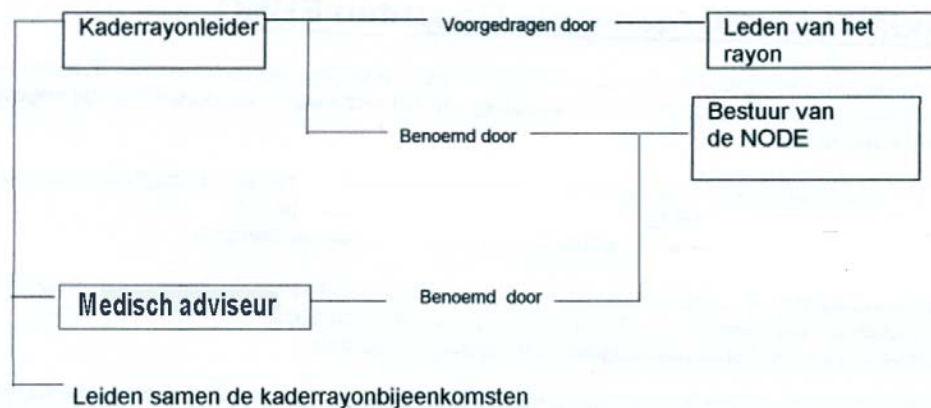 Kaderrayonleider
Voorgedragen door
Leden van het
rayon
Benoemd door
Bestuur van
de NODE
Medisch adviseur
Benoemd door
Leiden samen de kaderrayonbijeenkomsten